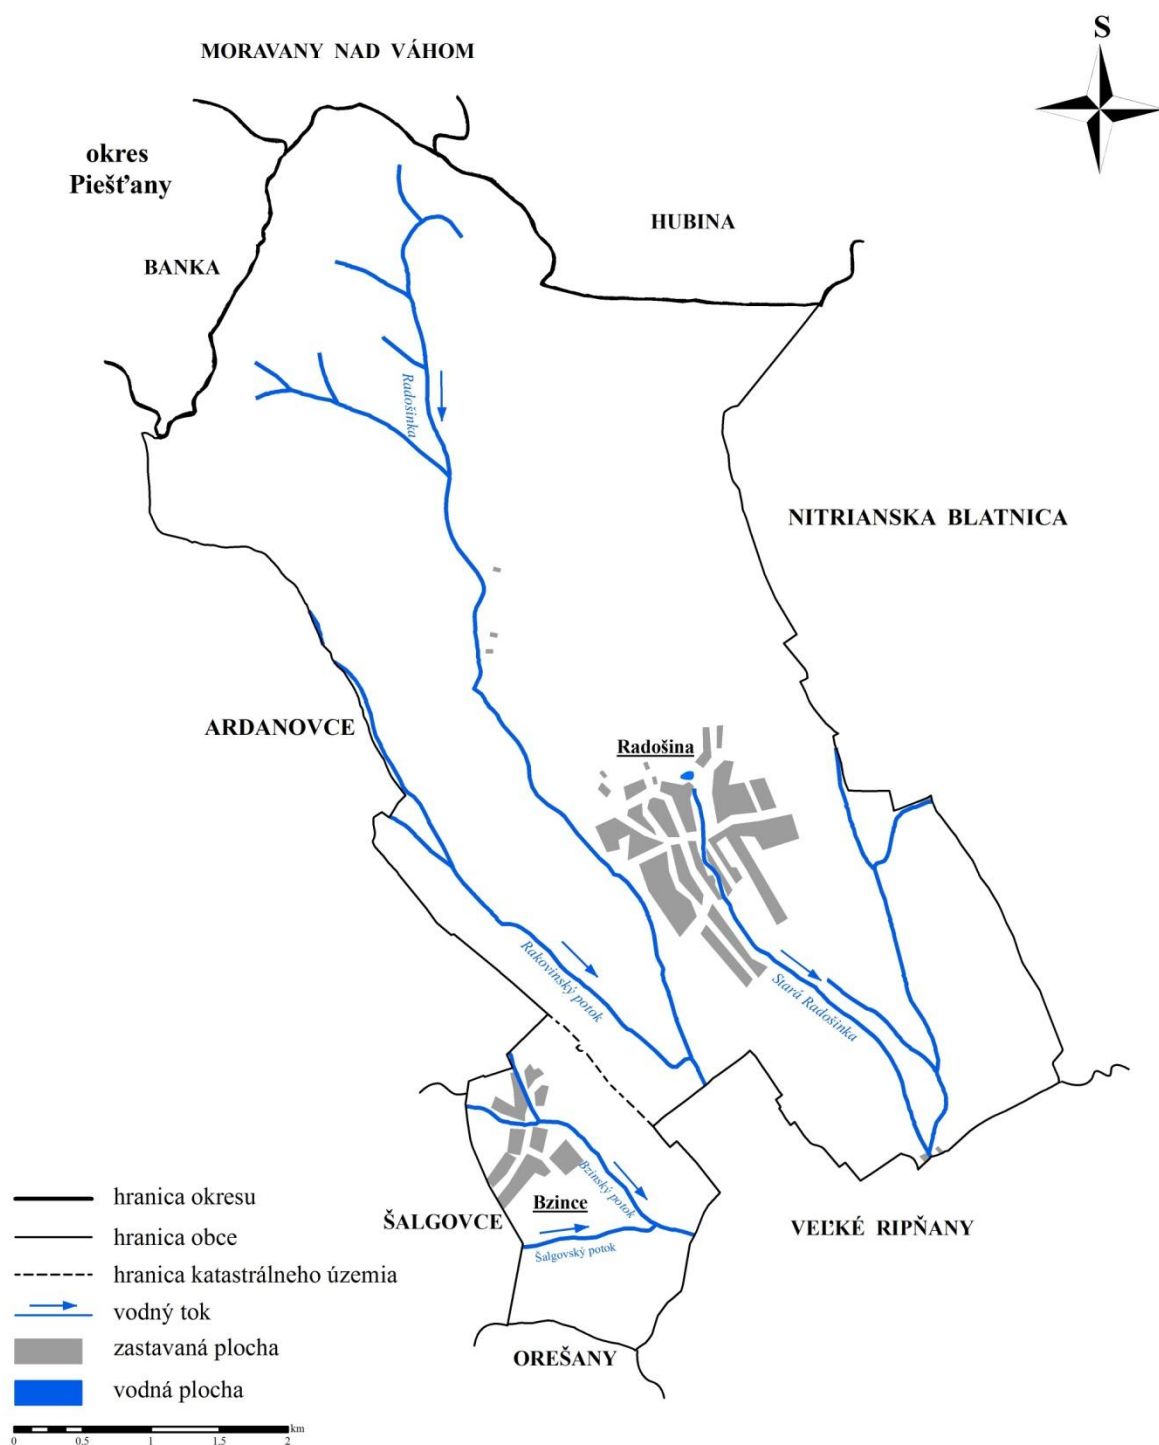 S
MORAVANY NAD VÁHOM
okres
Piešťany
HUBINA
BANKA
Radošinka
NITRIANSKA BLATNICA
ARDANOVCE
Radošina
Rakovinský potok
Stará Radošinka
Bzinský potok
Bzince
ŠALGOVCE
Šalgovský potok
VEĽKÉ RIPŇANY
OREŠANY
hranica okresu
hranica obce
hranica katastrálneho územia
vodný tok
zastavaná plocha
vodná plocha
km
0 0.5 1 1.5 2